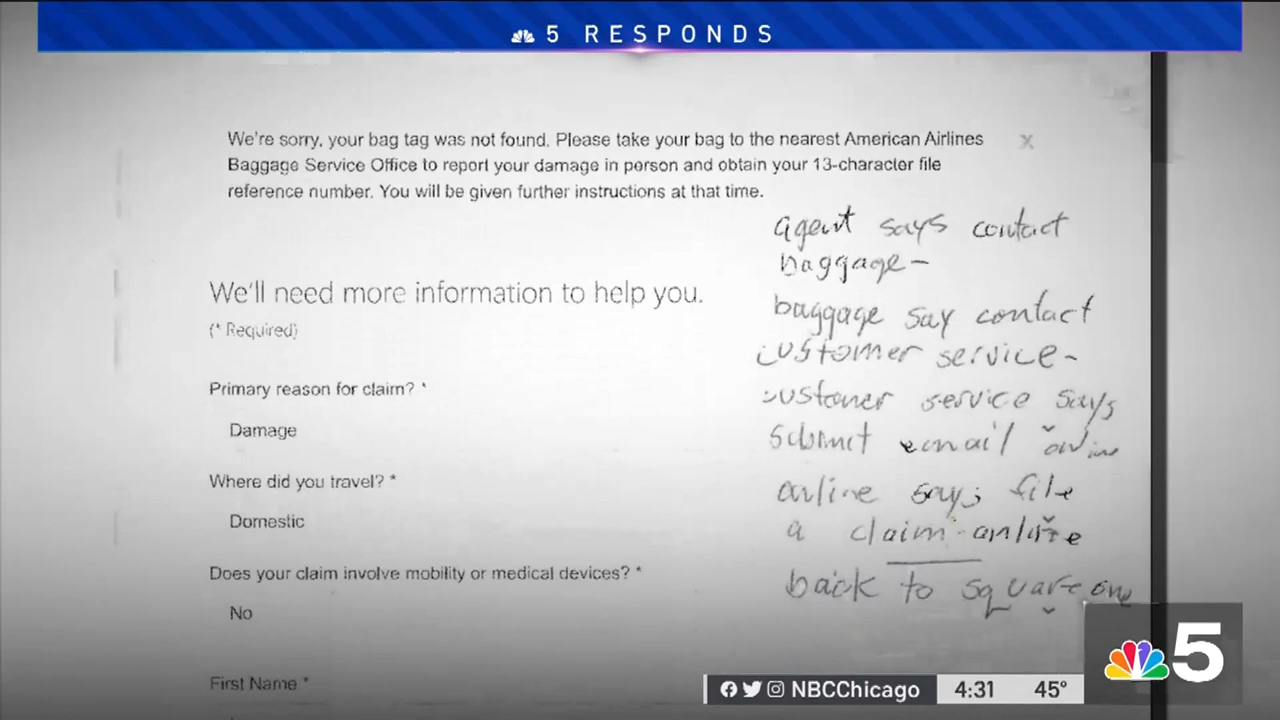 5 RESPONDS
We're sorry, your bag tag was not found. Please take your bag to the nearest American Airlines
Baggage Service Office to report your damage in person and obtain your 13-character file
reference number. You will be given further instructions at that time.
x
We'll need more information to help you.
(* Required)
Primary reason for claim? *
Damage
Where did you travel? *
Domestic
Does your claim involve mobility or medical devices? *
No
First Name *
agent says contact
baggage -
baggage say contact
customer service -
customer service says
submit email online
online says file
a claim online
back to square one
NBCChicago 4:31 45°
5